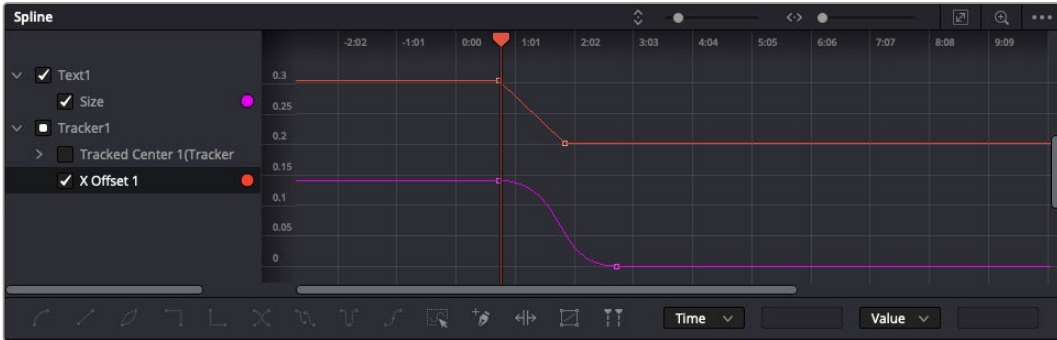 Spline
-2:02 -1:01 0:00 1:01 2:02 3:03 4:04 5:05 6:06 7:07 8:08 9:09
Text1
Size
Tracker1
Tracked Center 1(Tracker
X Offset 1
0.3
0.25
0.2
0.15
0.1
0.05
0
Time
Value